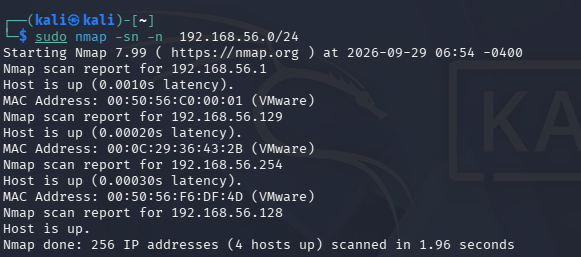 ┌──(kali㉿kali)-[~]
└─$ sudo nmap -sn -n  192.168.56.0/24
Starting Nmap 7.99 ( https://nmap.org ) at 2026-09-29 06:54 -0400
Nmap scan report for 192.168.56.1
Host is up (0.0010s latency).
MAC Address: 00:50:56:C0:00:01 (VMware)
Nmap scan report for 192.168.56.129
Host is up (0.00020s latency).
MAC Address: 00:0C:29:36:43:2B (VMware)
Nmap scan report for 192.168.56.254
Host is up (0.00030s latency).
MAC Address: 00:50:56:F6:DF:4D (VMware)
Nmap scan report for 192.168.56.128
Host is up.
Nmap done: 256 IP addresses (4 hosts up) scanned in 1.96 seconds
KA